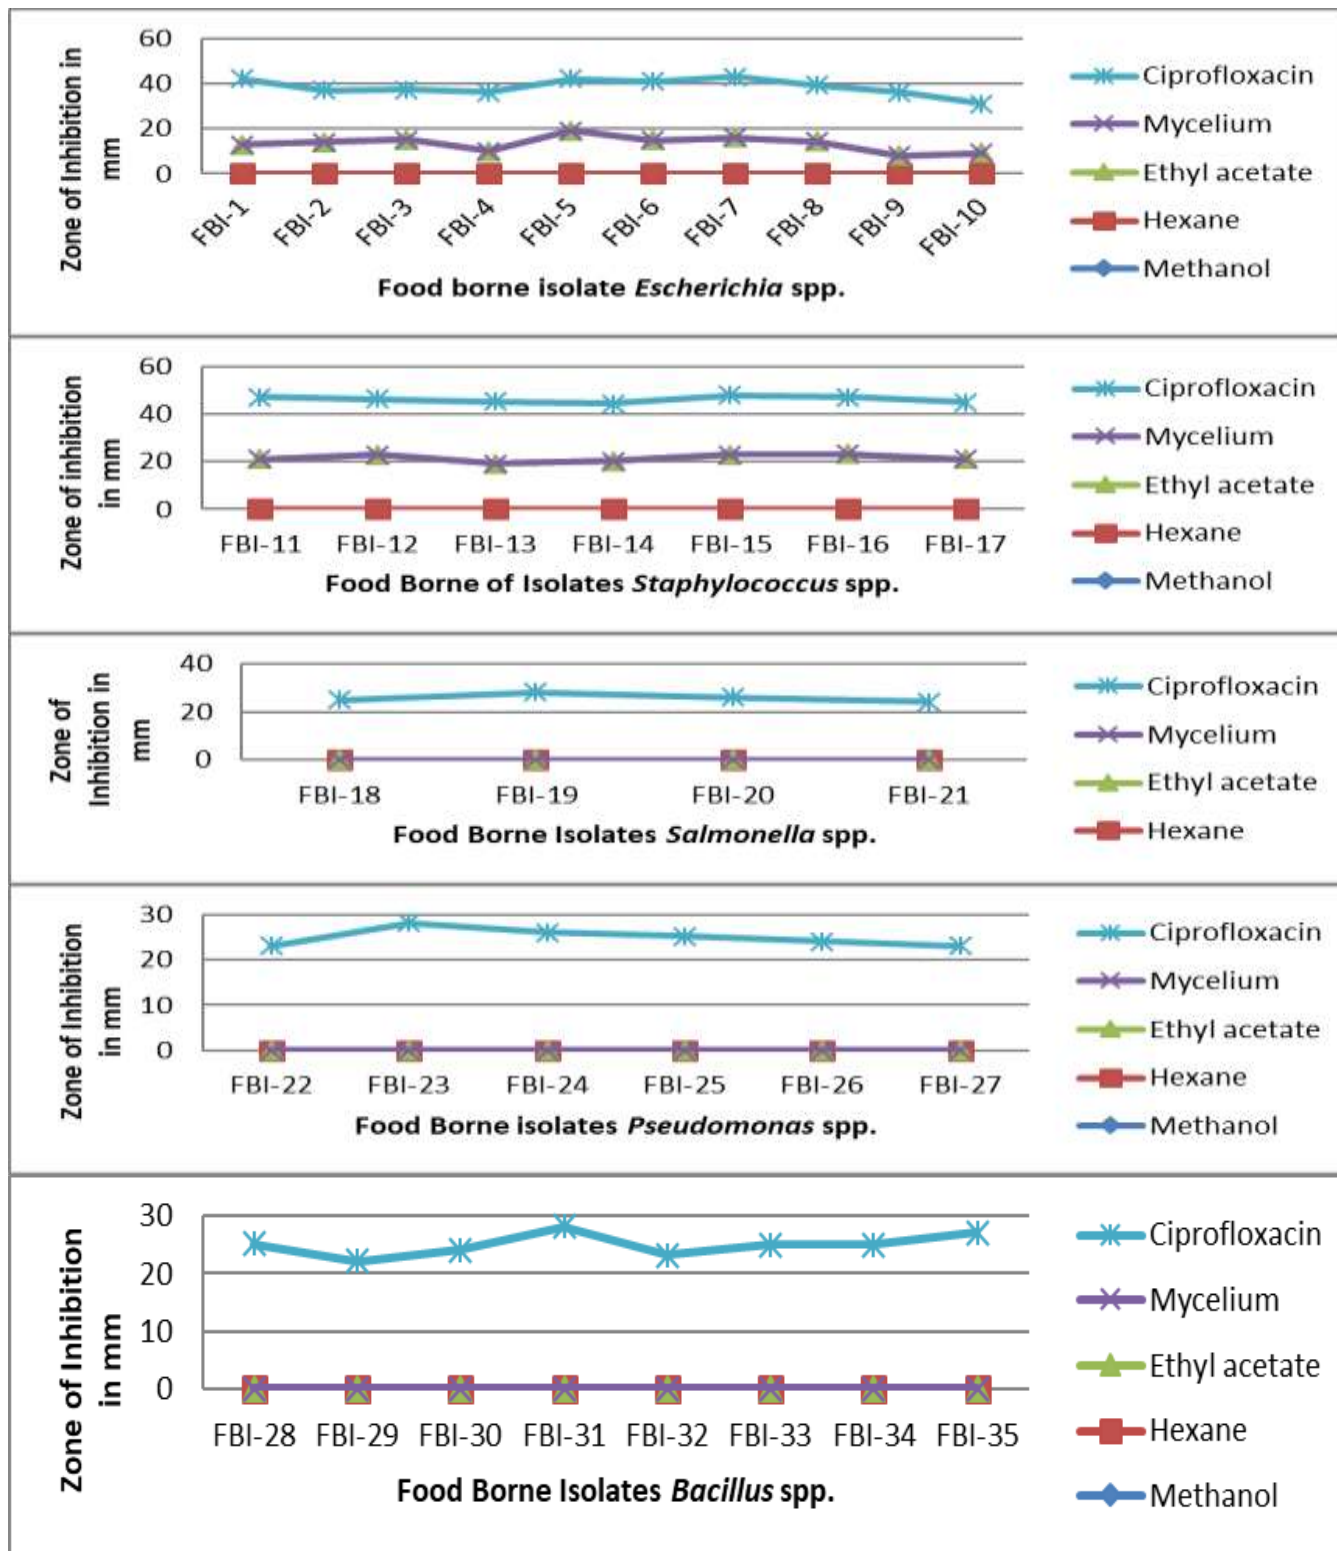 Zone of Inhibition in
mm
60
40
20
0
FBI-1
FBI-2
FBI-3
FBI-4
FBI-5
FBI-6
FBI-7
FBI-8
FBI-9
FBI-10
Food borne isolate Escherichia spp.
Ciprofloxacin
Mycelium
Ethyl acetate
Hexane
Methanol
Zone of inhibition
in mm
60
40
20
0
FBI-11
FBI-12
FBI-13
FBI-14
FBI-15
FBI-16
FBI-17
Food Borne of Isolates Staphylococcus spp.
Ciprofloxacin
Mycelium
Ethyl acetate
Hexane
Methanol
Zone of
Inhibition in
mm
40
20
0
FBI-18
FBI-19
FBI-20
FBI-21
Food Borne Isolates Salmonella spp.
Ciprofloxacin
Mycelium
Ethyl acetate
Hexane
Zone of Inhibition
in mm
30
20
10
0
FBI-22
FBI-23
FBI-24
FBI-25
FBI-26
FBI-27
Food Borne isolates Pseudomonas spp.
Ciprofloxacin
Mycelium
Ethyl acetate
Hexane
Methanol
Zone of Inhibition
in mm
30
20
10
0
FBI-28
FBI-29
FBI-30
FBI-31
FBI-32
FBI-33
FBI-34
FBI-35
Food Borne Isolates Bacillus spp.
Ciprofloxacin
Mycelium
Ethyl acetate
Hexane
Methanol